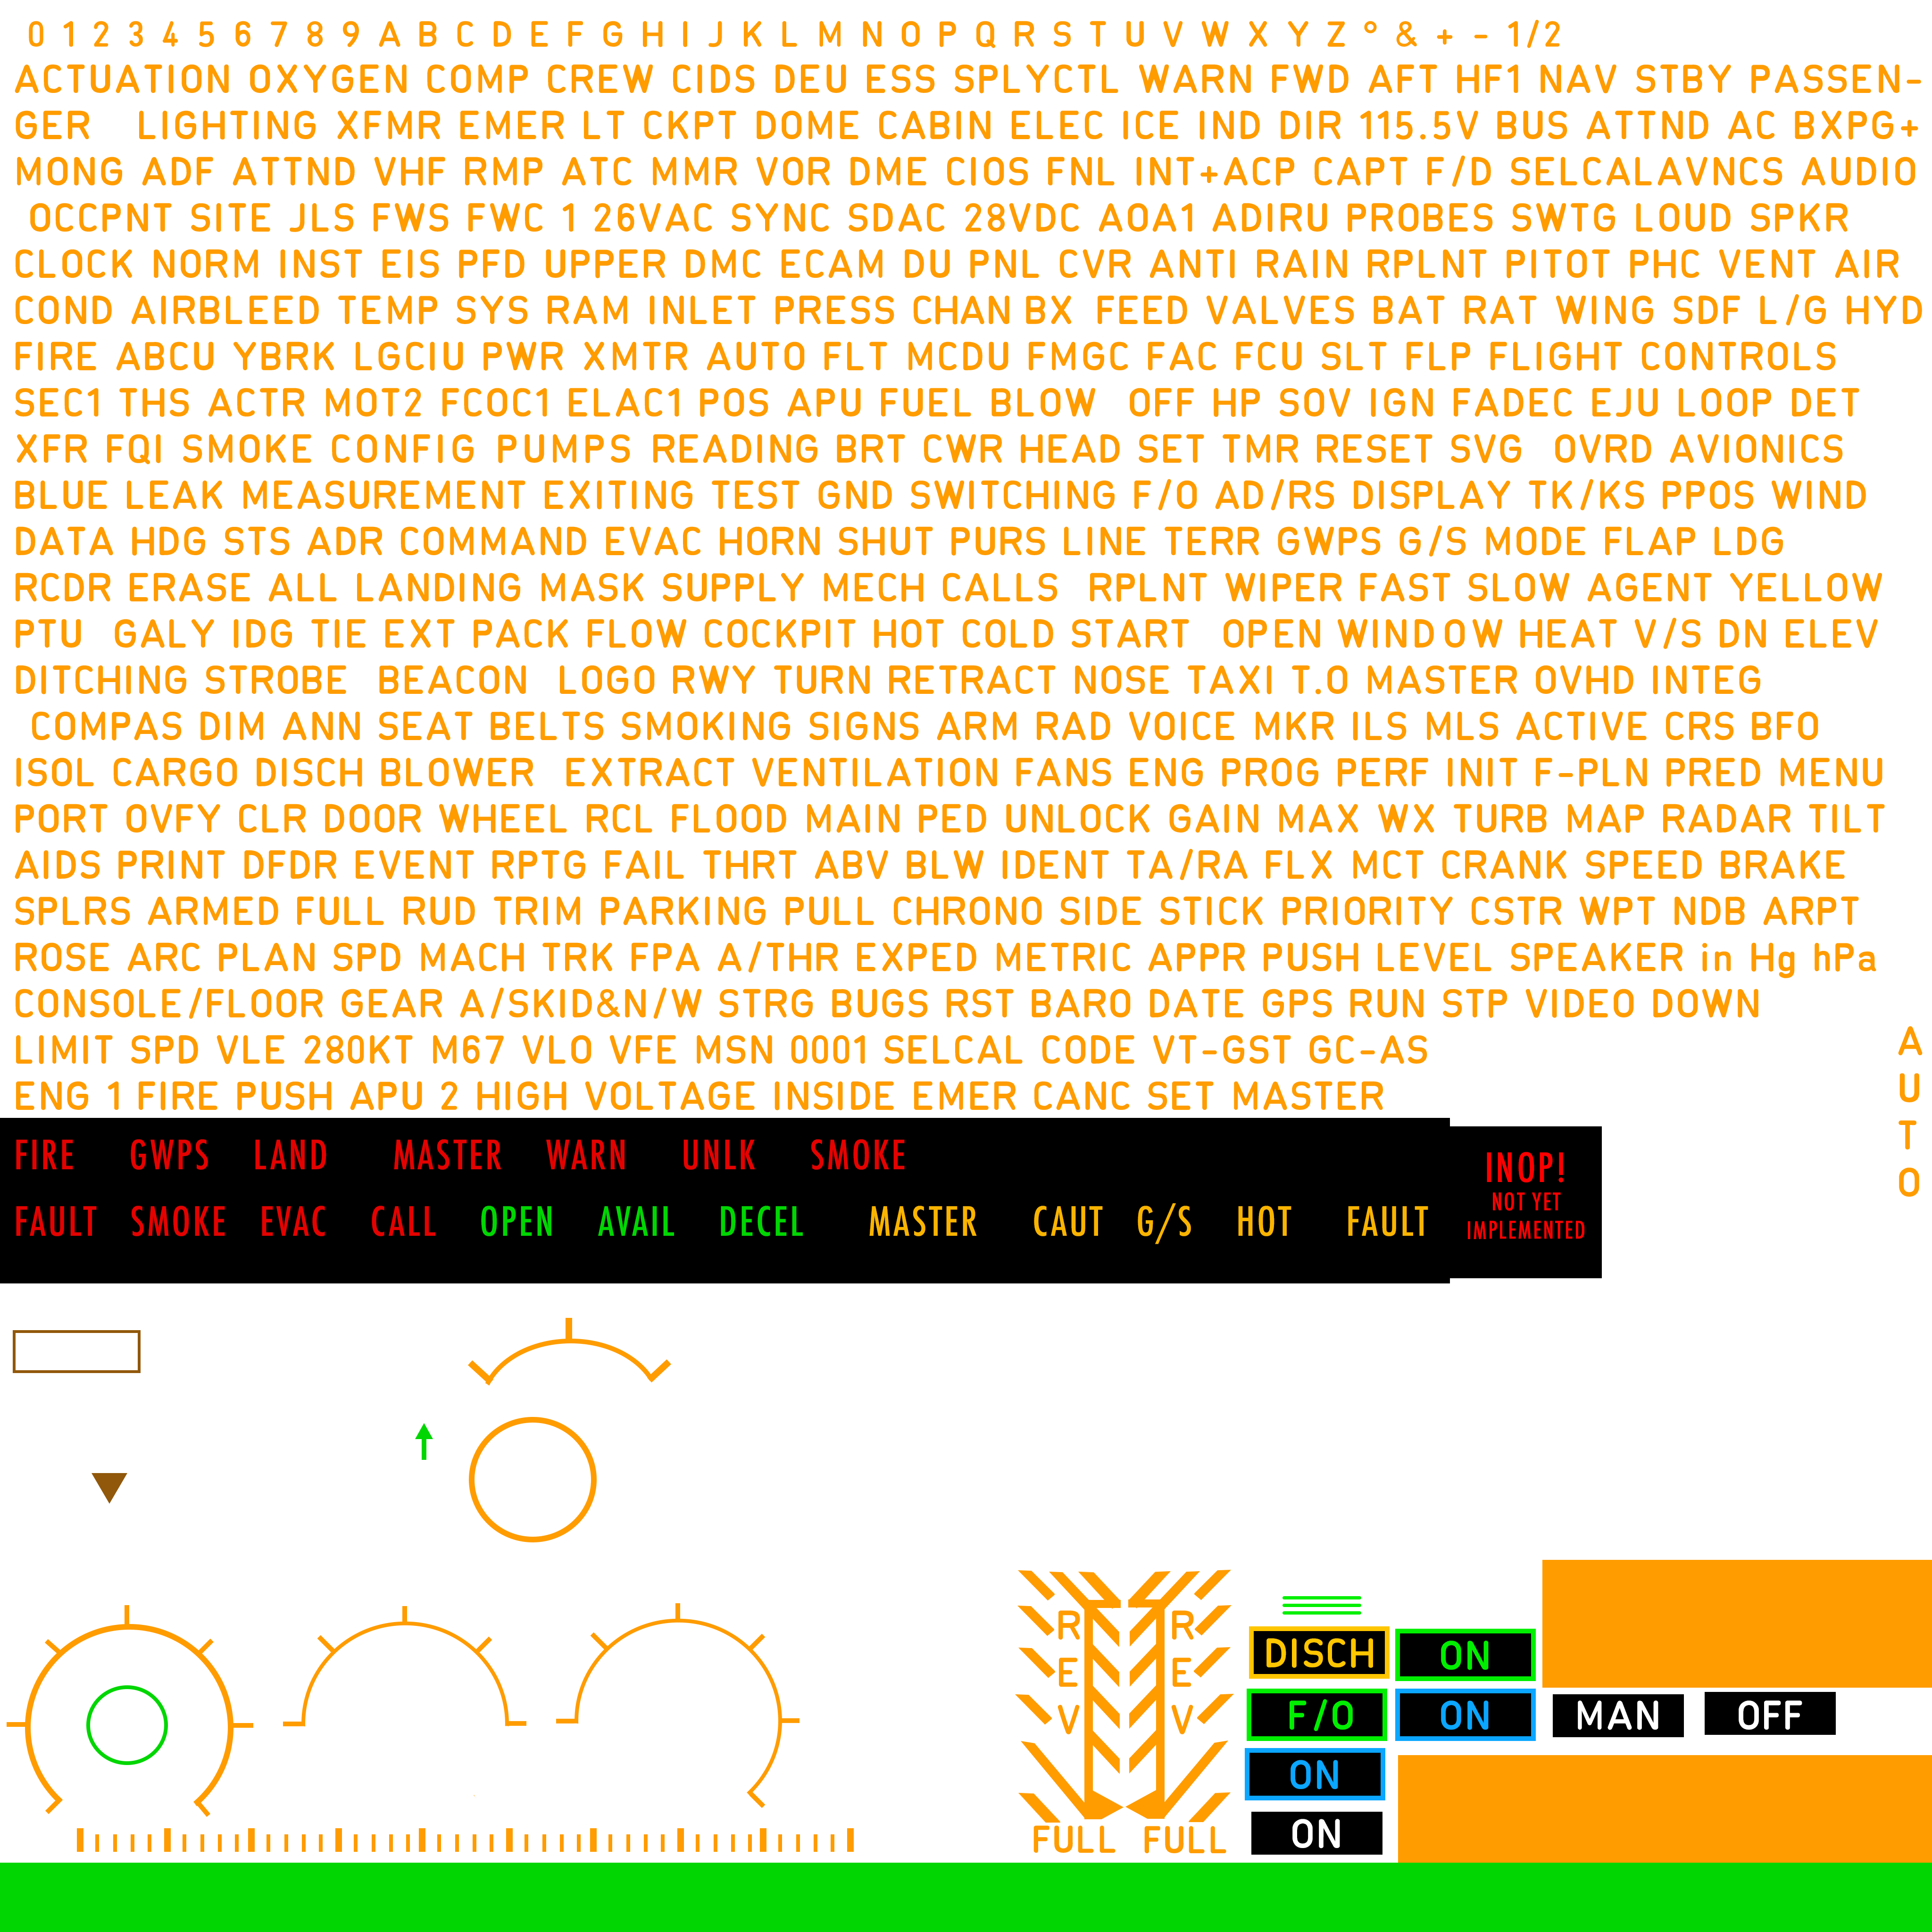 0 1 2 3 4 5 6 7 8 9 A B C D E F G H I J K L M N O P Q R S T U V W X Y Z ° & + - 1/2
ACTUATION OXYGEN COMP CREW CIDS DEU ESS SPLYCTL WARN FWD AFT HF1 NAV STBY PASSEN-
GER LIGHTING XFMR EMER LT CKPT DOME CABIN ELEC ICE IND DIR 115.5V BUS ATTND AC BXPG+
MONG ADF ATTND VHF RMP ATC MMR VOR DME CIOS FNL INT+ACP CAPT F/D SELCALAVNCS AUDIO
OCCPNT SITE JLS FWS FWC 1 26VAC SYNC SDAC 28VDC AOA1 ADIRU PROBES SWTG LOUD SPKR
CLOCK NORM INST EIS PFD UPPER DMC ECAM DU PNL CVR ANTI RAIN RPLNT PITOT PHC VENT AIR
COND AIRBLEED TEMP SYS RAM INLET PRESS CHAN BX FEED VALVES BAT RAT WING SDF L/G HYD
FIRE ABCU YBRK LGCIU PWR XMTR AUTO FLT MCDU FMGC FAC FCU SLT FLP FLIGHT CONTROLS
SEC1 THS ACTR MOT2 FCOC1 ELAC1 POS APU FUEL BLOW OFF HP SOV IGN FADEC EJU LOOP DET
XFR FQI SMOKE CONFIG PUMPS READING BRT CWR HEAD SET TMR RESET SVG OVRD AVIONICS
BLUE LEAK MEASUREMENT EXITING TEST GND SWITCHING F/O AD/RS DISPLAY TK/KS PPOS WIND
DATA HDG STS ADR COMMAND EVAC HORN SHUT PURS LINE TERR GWPS G/S MODE FLAP LDG
RCDR ERASE ALL LANDING MASK SUPPLY MECH CALLS RPLNT WIPER FAST SLOW AGENT YELLOW
PTU GALY IDG TIE EXT PACK FLOW COCKPIT HOT COLD START OPEN WINDOW HEAT V/S DN ELEV
DITCHING STROBE BEACON LOGO RWY TURN RETRACT NOSE TAXI T.O MASTER OVHD INTEG
COMPAS DIM ANN SEAT BELTS SMOKING SIGNS ARM RAD VOICE MKR ILS MLS ACTIVE CRS BFO
ISOL CARGO DISCH BLOWER EXTRACT VENTILATION FANS ENG PROG PERF INIT F-PLN PRED MENU
PORT OVFY CLR DOOR WHEEL RCL FLOOD MAIN PED UNLOCK GAIN MAX WX TURB MAP RADAR TILT
AIDS PRINT DFDR EVENT RPTG FAIL THRT ABV BLW IDENT TA/RA FLX MCT CRANK SPEED BRAKE
SPLRS ARMED FULL RUD TRIM PARKING PULL CHRONO SIDE STICK PRIORITY CSTR WPT NDB ARPT
ROSE ARC PLAN SPD MACH TRK FPA A/THR EXPED METRIC APPR PUSH LEVEL SPEAKER in Hg hPa
CONSOLE/FLOOR GEAR A/SKID&N/W STRG BUGS RST BARO DATE GPS RUN STP VIDEO DOWN
LIMIT SPD VLE 280KT M67 VLO VFE MSN 0001 SELCAL CODE VT-GST GC-AS
ENG 1 FIRE PUSH APU 2 HIGH VOLTAGE INSIDE EMER CANC SET MASTER
A
U
T
O
FIRE GWPS LAND MASTER WARN UNLK SMOKE
FAULT SMOKE EVAC CALL OPEN AVAIL DECEL MASTER CAUT G/S HOT FAULT
INOP!
NOT YET
IMPLEMENTED
R R
E E
V V
FULL FULL
DISCH ON
F/O ON MAN OFF
ON
ON